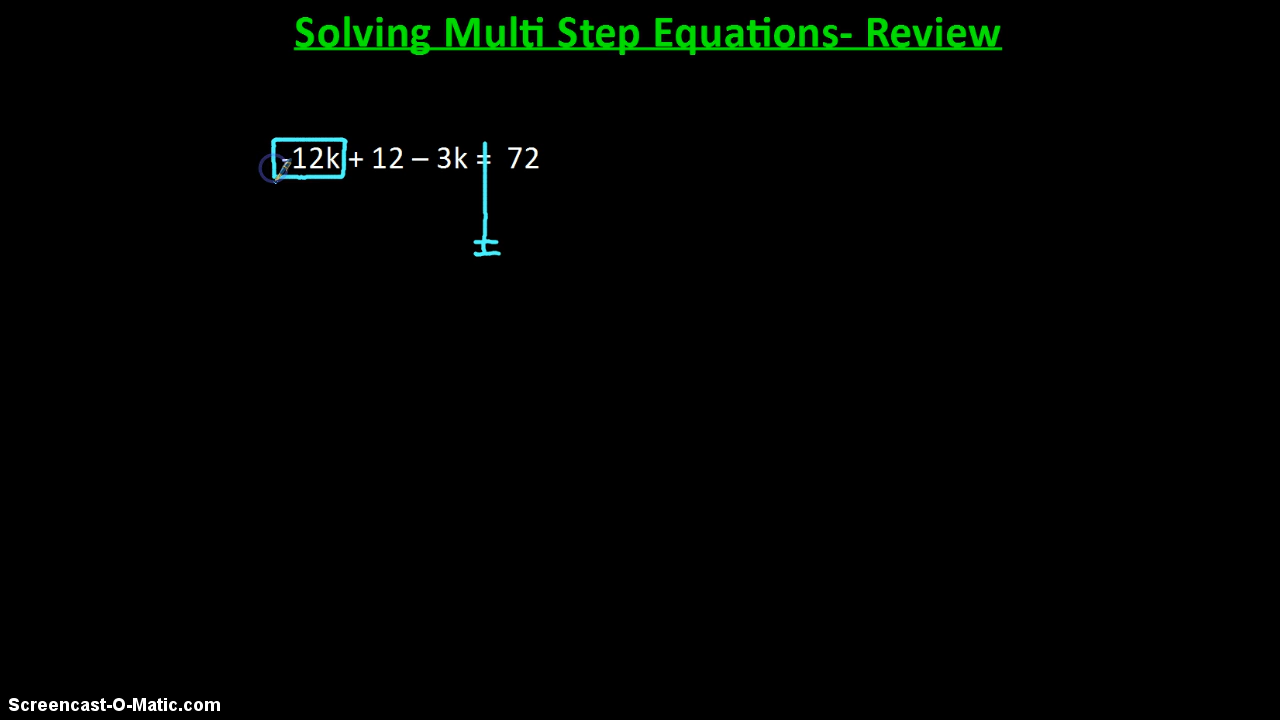 Solving Multi Step Equations- Review
-12k + 12 – 3k = 72
=
Screencast-O-Matic.com